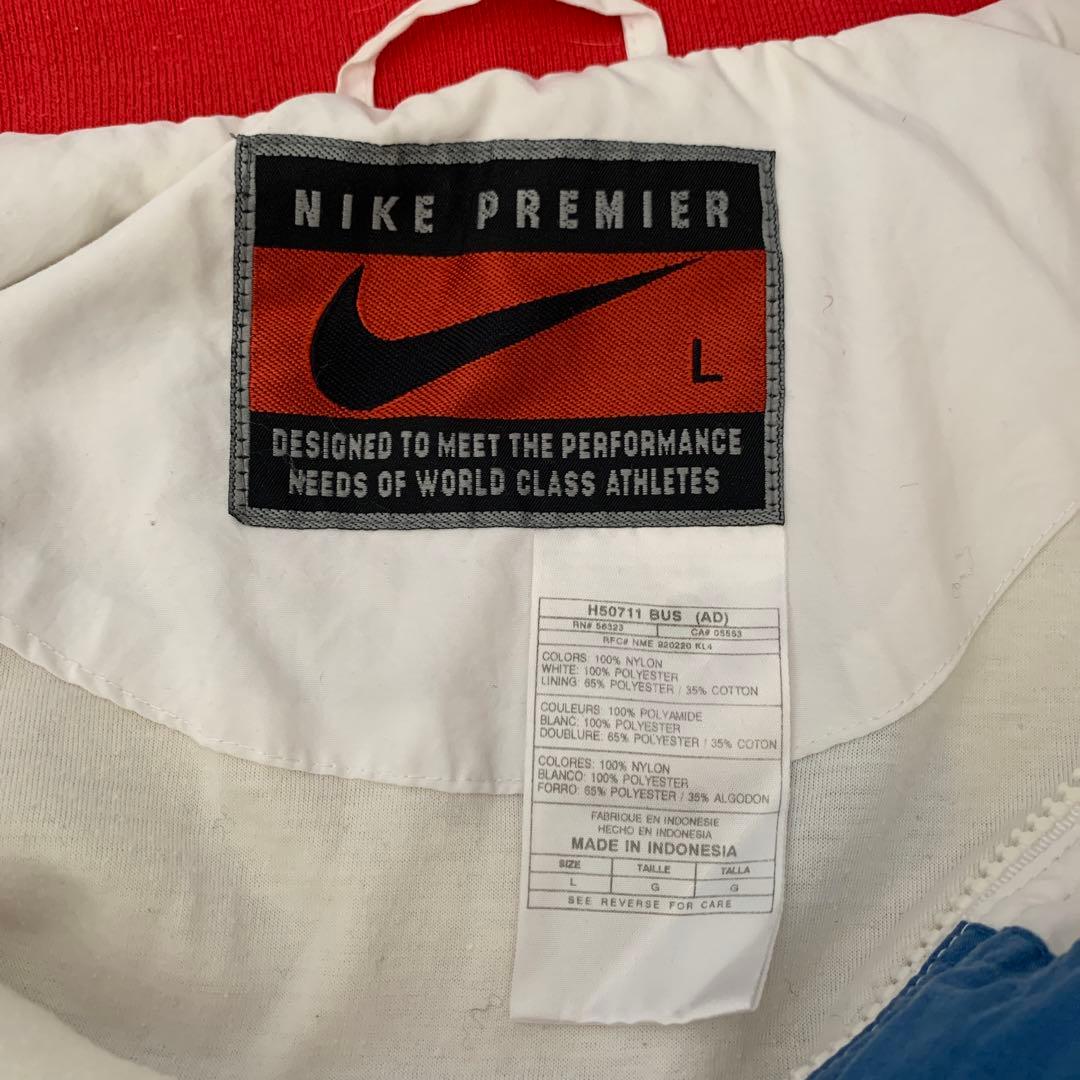 NIKE PREMIER
L
DESIGNED TO MEET THE PERFORMANCE
NEEDS OF WORLD CLASS ATHLETES
H50711 BUS (AD)
RN# 56323 CA# 05553
RFC# NME 920220 KL4
COLORS: 100% NYLON
WHITE: 100% POLYESTER
LINING: 65% POLYESTER / 35% COTTON
COULEURS: 100% POLYAMIDE
BLANC: 100% POLYESTER
DOUBLURE: 65% POLYESTER / 35% COTON
COLORES: 100% NYLON
BLANCO: 100% POLYESTER
FORRO: 65% POLYESTER / 35% ALGODON
FABRIQUE EN INDONESIE
HECHO EN INDONESIA
MADE IN INDONESIA
SIZE TAILLE TALLA
L G G
SEE REVERSE FOR CARE